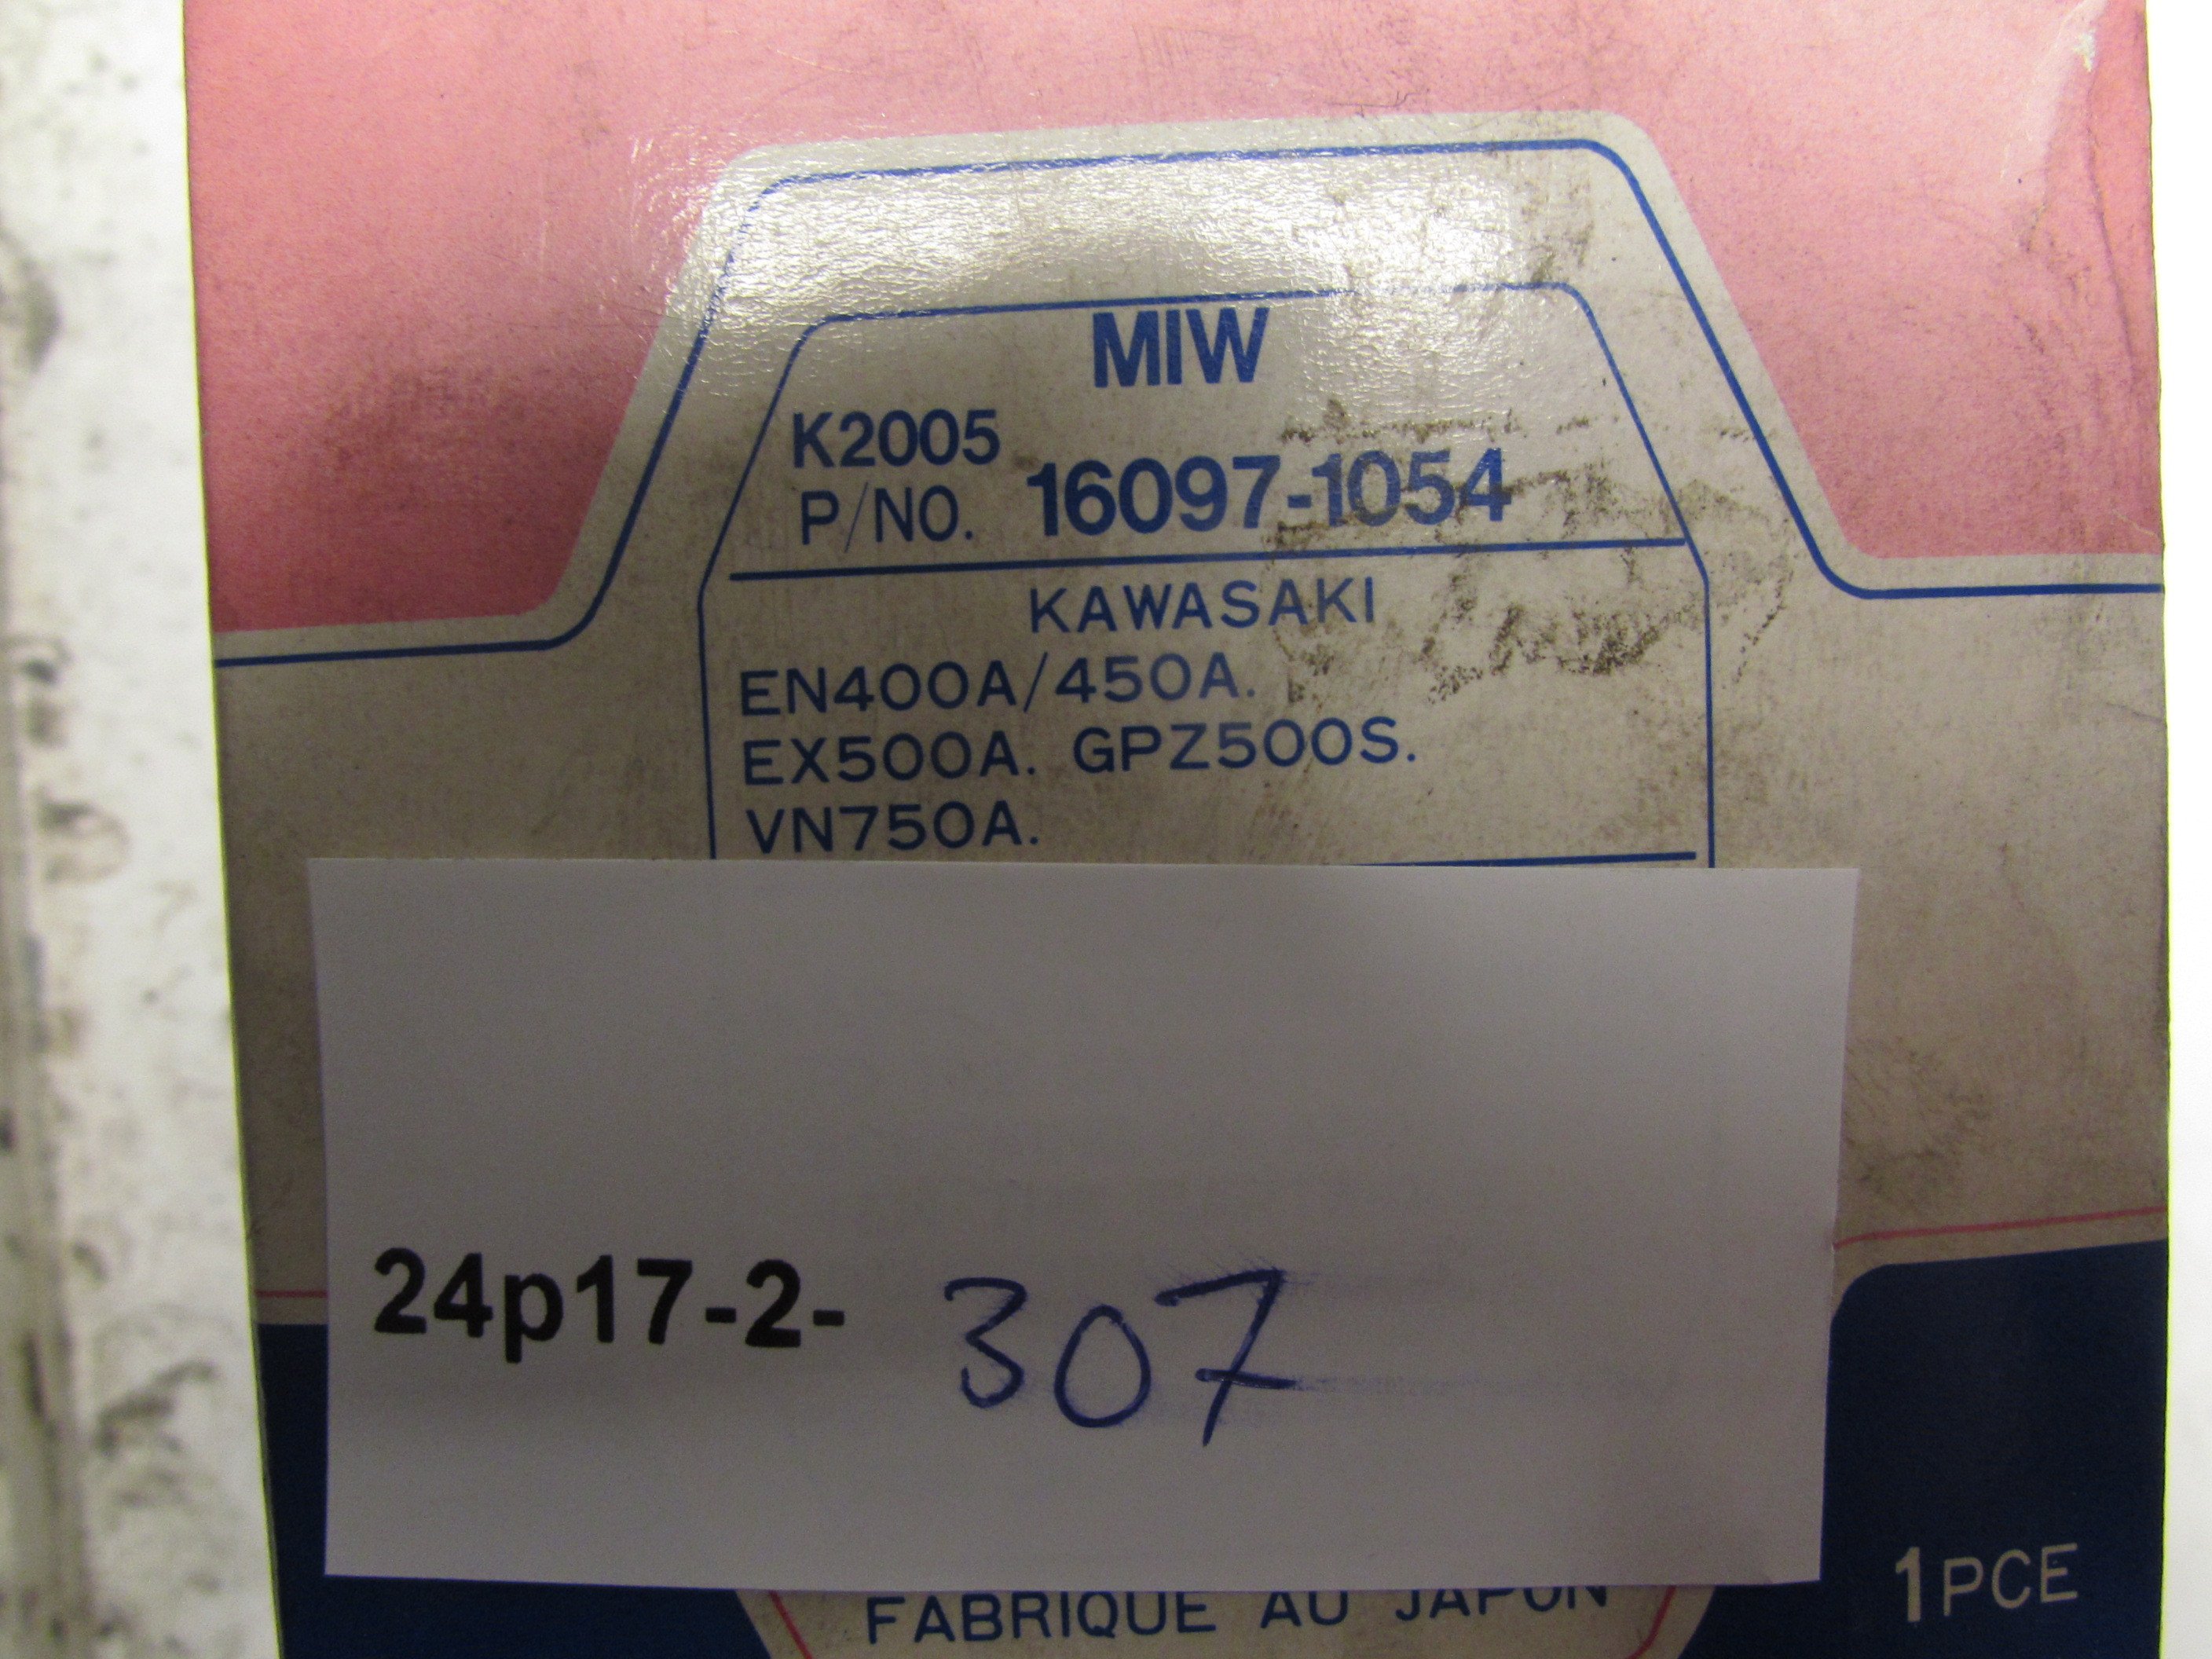 MIW
K2005
P/NO. 16097-1054
KAWASAKI
EN400A/450A.
EX500A. GPZ500S.
VN750A.
24p17-2- 307
FABRIQUE AU JAPON
1PCE